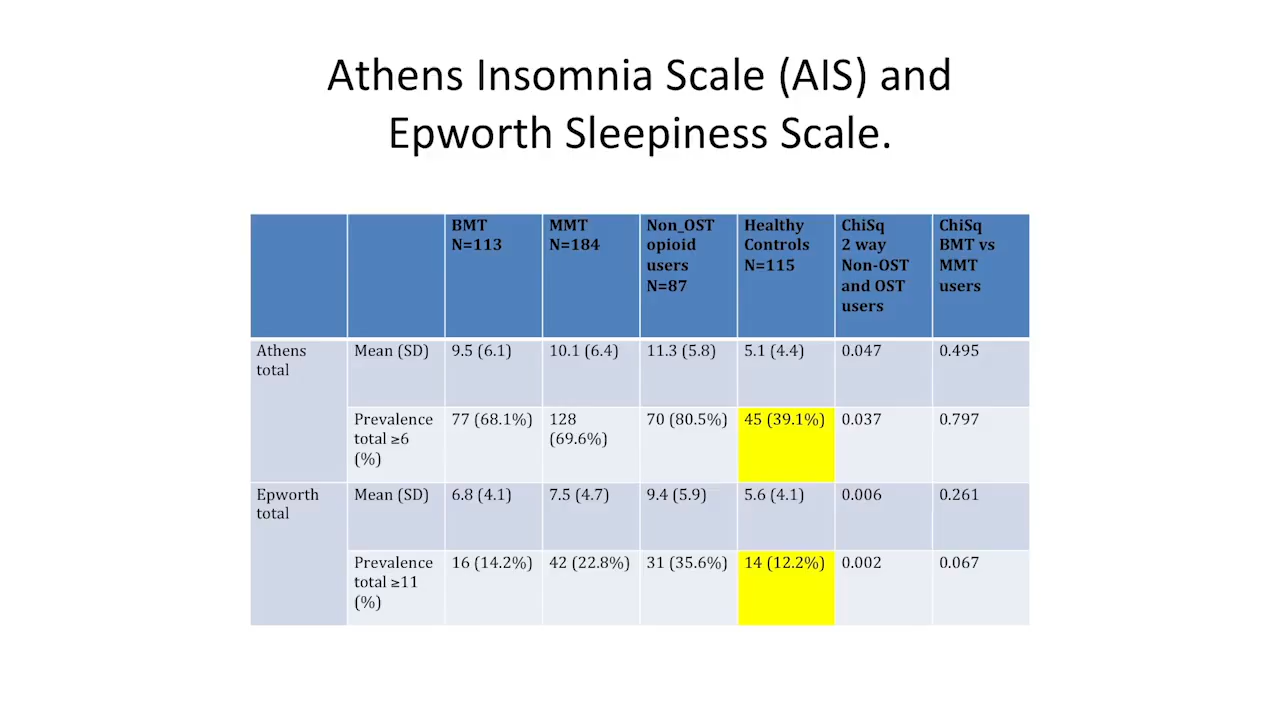 Athens Insomnia Scale (AIS) and
Epworth Sleepiness Scale.
BMT
N=113
MMT
N=184
Non_OST
opioid
users
N=87
Healthy
Controls
N=115
ChiSq
2 way
Non-OST
and OST
users
ChiSq
BMT vs
MMT
users
Athens
total
Mean (SD)
9.5 (6.1)
10.1 (6.4)
11.3 (5.8)
5.1 (4.4)
0.047
0.495
Prevalence
total ≥6
(%)
77 (68.1%)
128
(69.6%)
70 (80.5%)
45 (39.1%)
0.037
0.797
Epworth
total
Mean (SD)
6.8 (4.1)
7.5 (4.7)
9.4 (5.9)
5.6 (4.1)
0.006
0.261
Prevalence
total ≥11
(%)
16 (14.2%)
42 (22.8%)
31 (35.6%)
14 (12.2%)
0.002
0.067